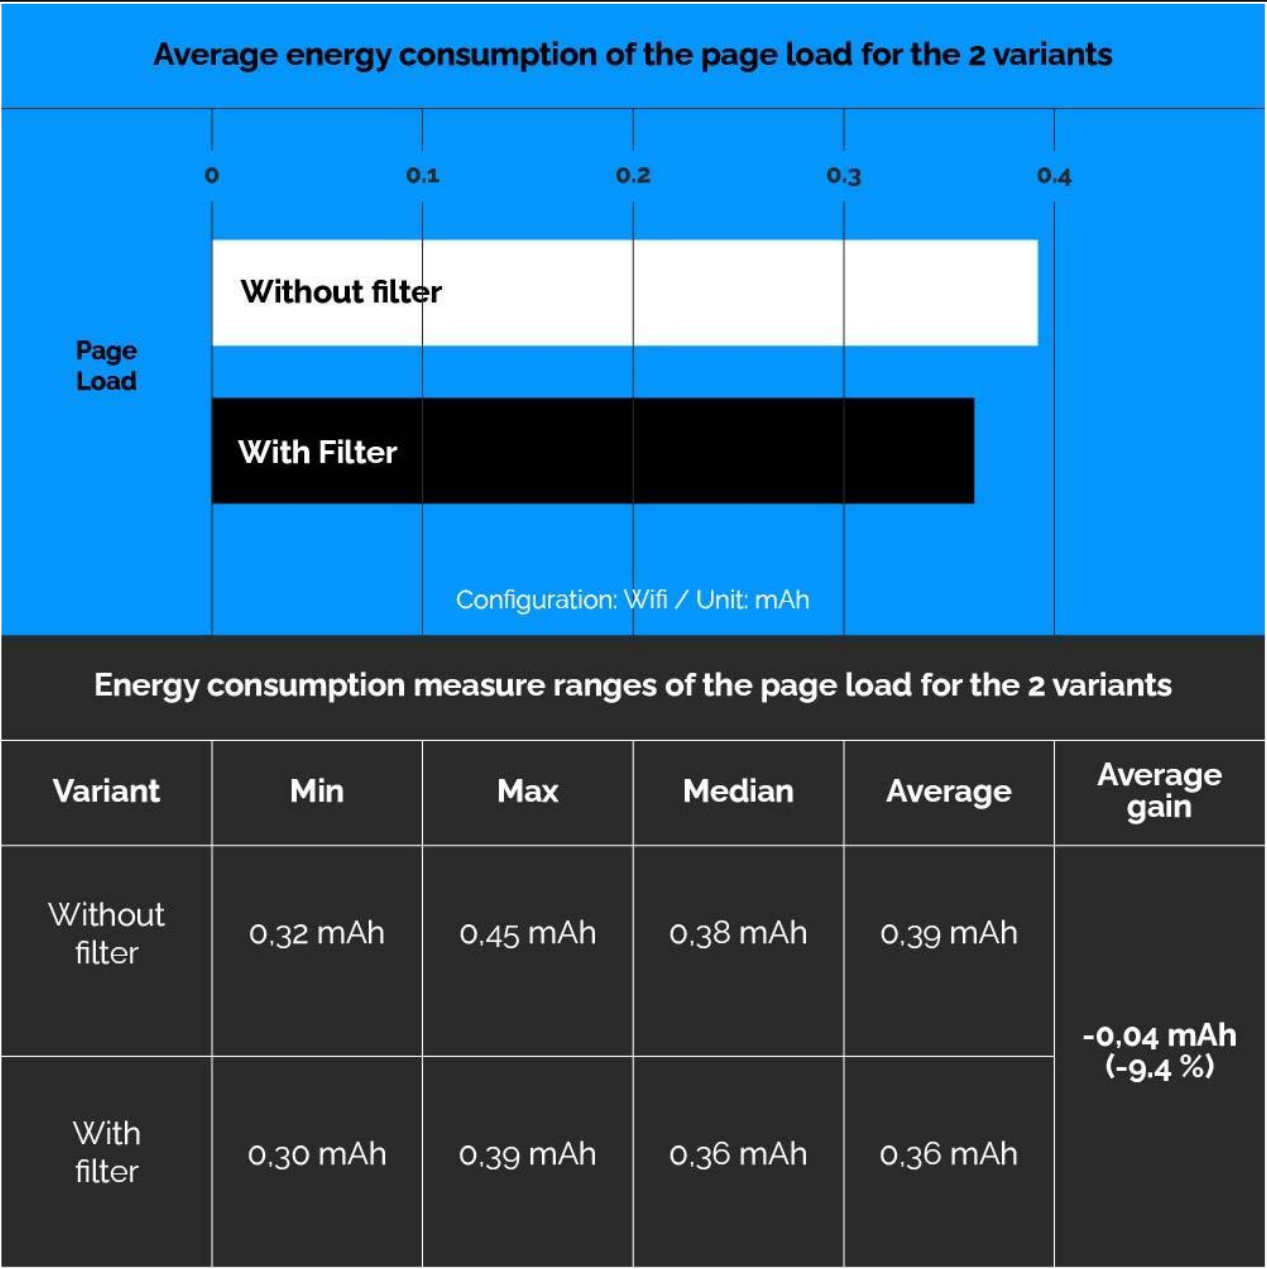 Average energy consumption of the page load for the 2 variants
0 0.1 0.2 0.3 0.4
Without filter
Page
Load
With Filter
Configuration: Wifi / Unit: mAh
Energy consumption measure ranges of the page load for the 2 variants
Variant Min Max Median Average Average
gain
Without
filter
0,32 mAh 0,45 mAh 0,38 mAh 0,39 mAh
-0,04 mAh
(-9.4 %)
With
filter
0,30 mAh 0,39 mAh 0,36 mAh 0,36 mAh